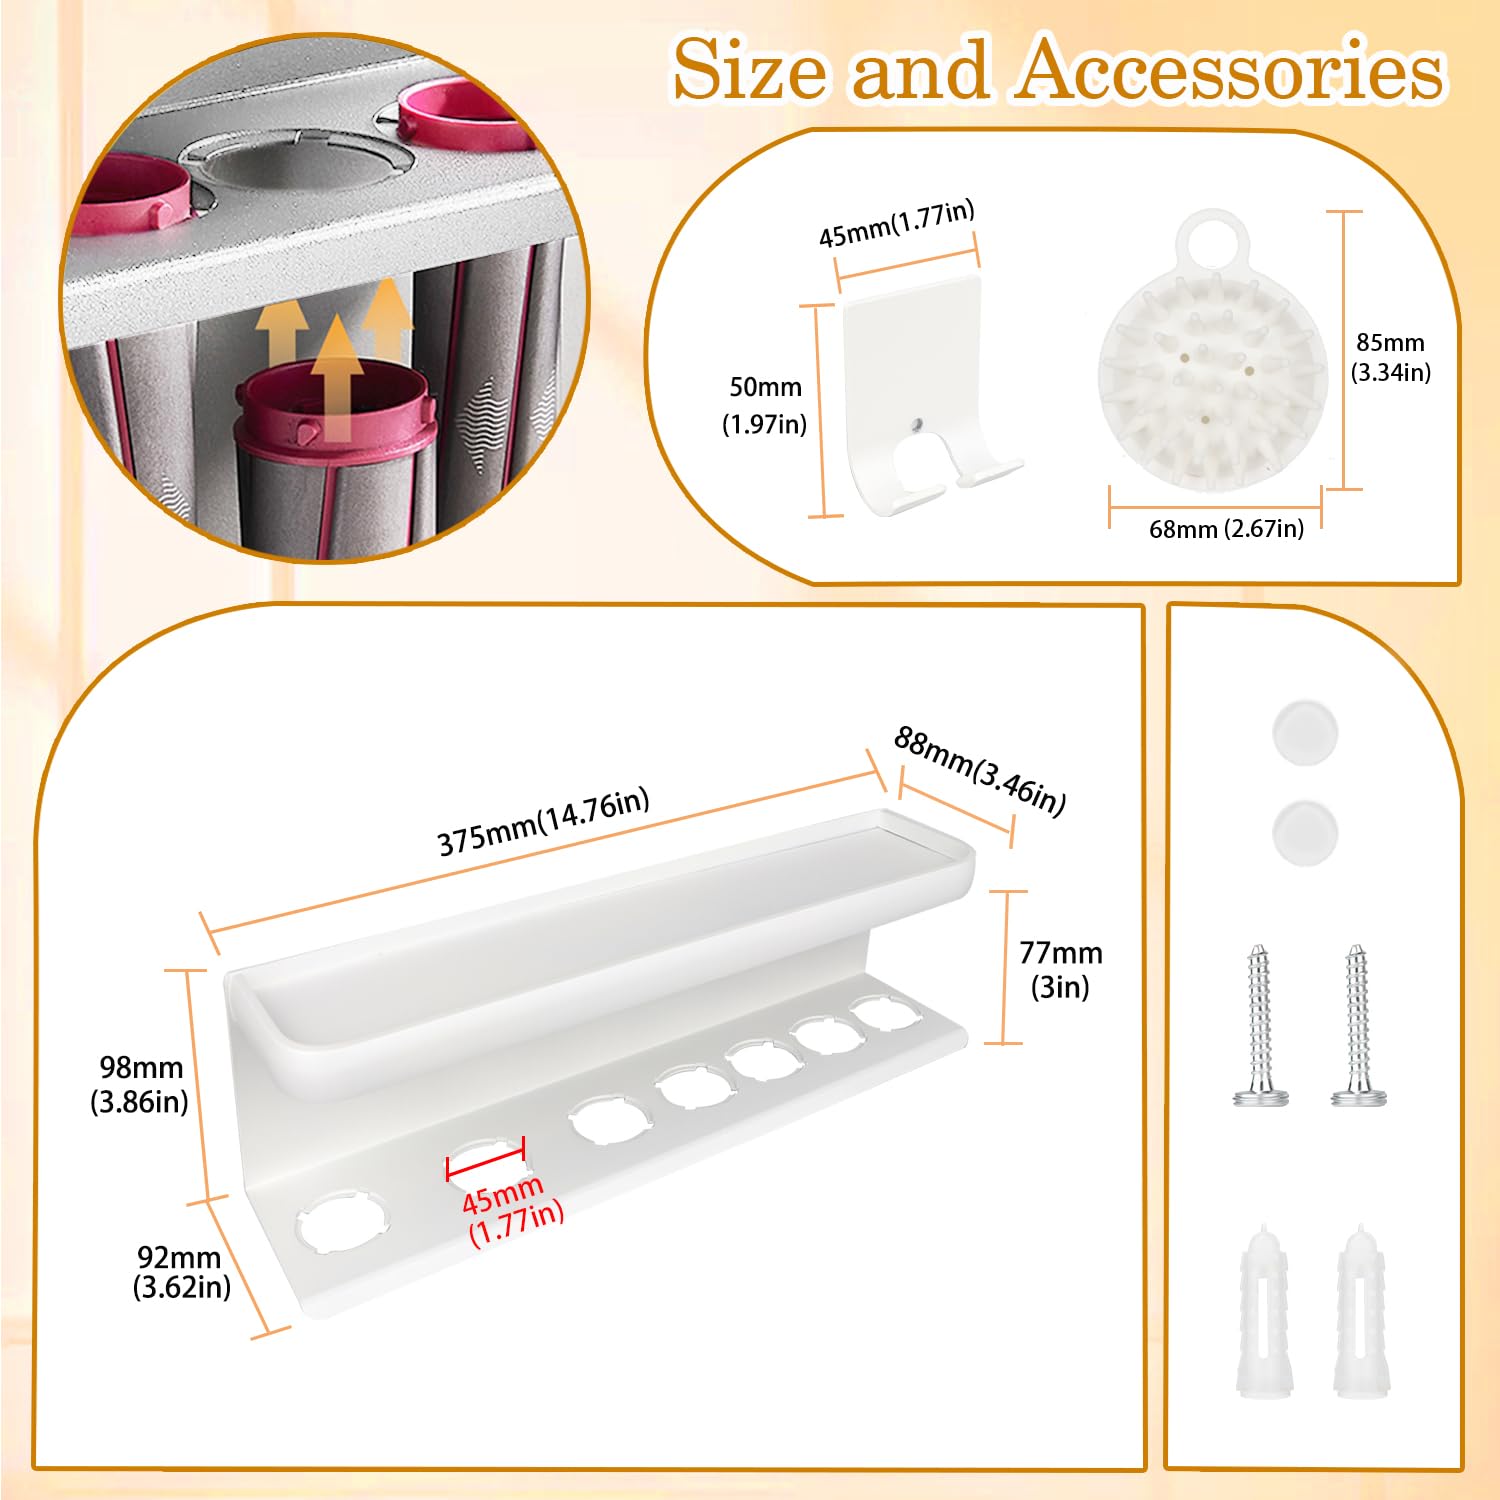 Size and Accessories
45mm(1.77in)
50mm
(1.97in)
85mm
(3.34in)
68mm (2.67in)
375mm(14.76in)
88mm(3.46in)
77mm
(3in)
98mm
(3.86in)
45mm
(1.77in)
92mm
(3.62in)